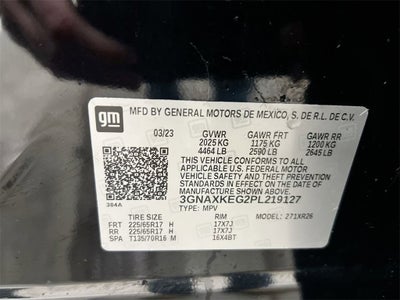 gm
MFD BY GENERAL MOTORS DE MEXICO, S. DE R.L. DE C.V.
03/23 GVWR GAWR FRT GAWR RR
2025 KG 1175 KG 1200 KG
4464 LB 2590 LB 2645 LB
THIS VEHICLE CONFORMS TO ALL
APPLICABLE U.S. FEDERAL MOTOR
VEHICLE SAFETY STANDARDS IN
EFFECT ON THE DATE OF
MANUFACTURE SHOWN ABOVE.
3GNAXKEG2PL219127
384A TYPE: MPV MODEL: 271XR26
TIRE SIZE RIM
FRT 225/65R17 H 17X7J
RR 225/65R17 H 17X7J
SPA T135/70R16 M 16X4BT